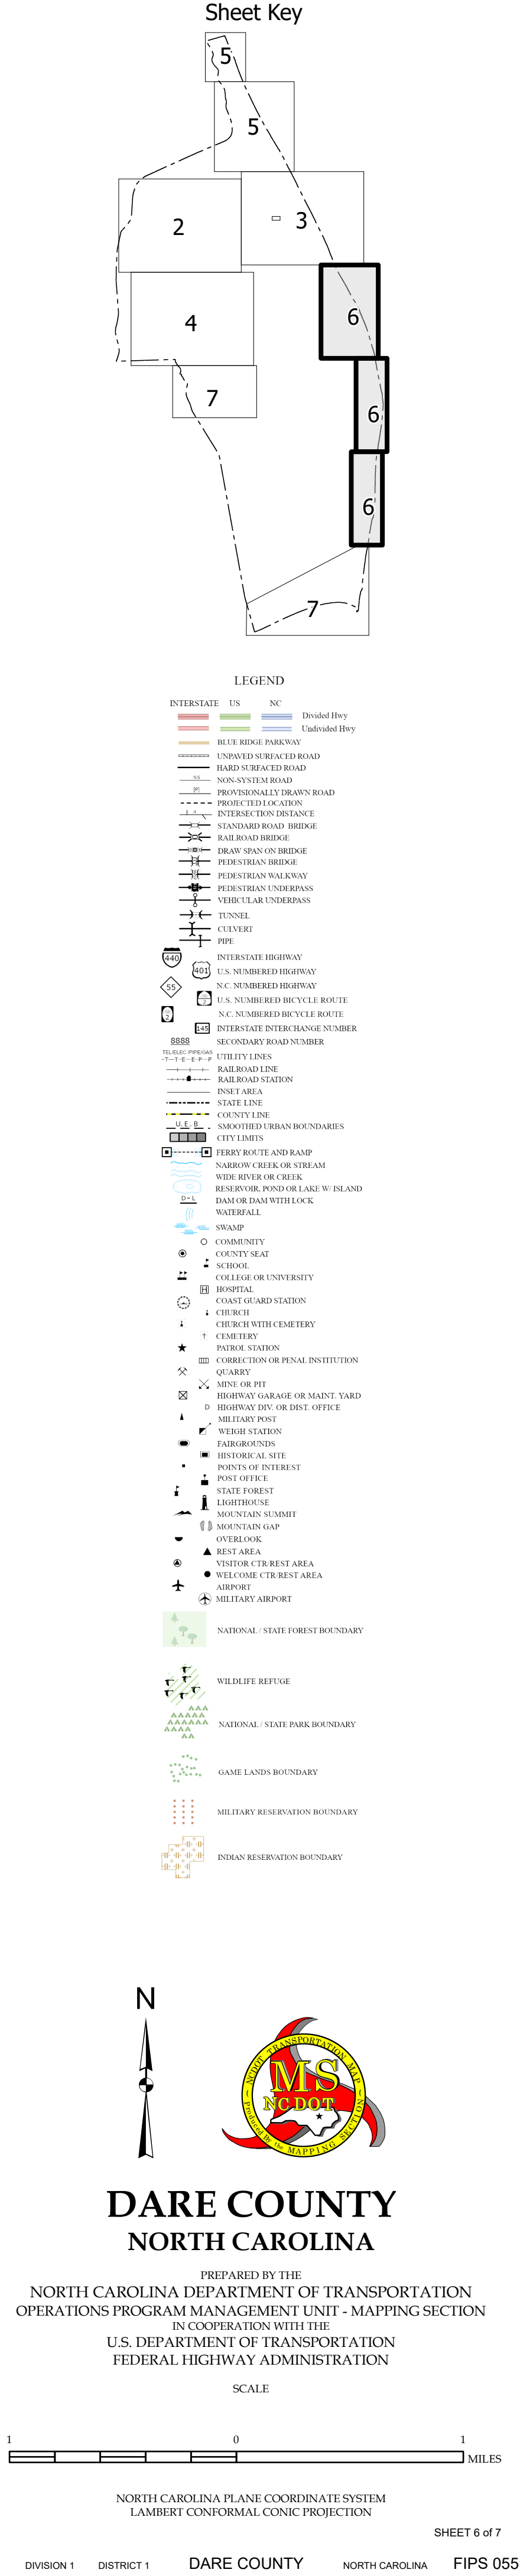 Sheet Key
5
5
2
3
4
6
7
6
6
7
LEGEND
INTERSTATE US NC
Divided Hwy
Undivided Hwy
BLUE RIDGE PARKWAY
UNPAVED SURFACED ROAD
HARD SURFACED ROAD
NS NON-SYSTEM ROAD
[P] PROVISIONALLY DRAWN ROAD
PROJECTED LOCATION
INTERSECTION DISTANCE
STANDARD ROAD BRIDGE
RAILROAD BRIDGE
DRAW SPAN ON BRIDGE
PEDESTRIAN BRIDGE
PEDESTRIAN WALKWAY
PEDESTRIAN UNDERPASS
VEHICULAR UNDERPASS
TUNNEL
CULVERT
PIPE
440 INTERSTATE HIGHWAY
401 U.S. NUMBERED HIGHWAY
55 N.C. NUMBERED HIGHWAY
U.S. NUMBERED BICYCLE ROUTE
2 N.C. NUMBERED BICYCLE ROUTE
145 INTERSTATE INTERCHANGE NUMBER
8888 SECONDARY ROAD NUMBER
TEL/ELEC-PIPE/GAS
-T—T-E—E-P—P UTILITY LINES
RAILROAD LINE
RAILROAD STATION
INSET AREA
STATE LINE
COUNTY LINE
U.E.B SMOOTHED URBAN BOUNDARIES
CITY LIMITS
FERRY ROUTE AND RAMP
NARROW CREEK OR STREAM
WIDE RIVER OR CREEK
RESERVOIR, POND OR LAKE W/ ISLAND
D-L DAM OR DAM WITH LOCK
WATERFALL
SWAMP
COMMUNITY
COUNTY SEAT
SCHOOL
COLLEGE OR UNIVERSITY
H HOSPITAL
COAST GUARD STATION
CHURCH
CHURCH WITH CEMETERY
CEMETERY
PATROL STATION
CORRECTION OR PENAL INSTITUTION
QUARRY
MINE OR PIT
HIGHWAY GARAGE OR MAINT. YARD
D HIGHWAY DIV. OR DIST. OFFICE
MILITARY POST
WEIGH STATION
FAIRGROUNDS
HISTORICAL SITE
POINTS OF INTEREST
POST OFFICE
STATE FOREST
LIGHTHOUSE
MOUNTAIN SUMMIT
MOUNTAIN GAP
OVERLOOK
REST AREA
VISITOR CTR/REST AREA
WELCOME CTR/REST AREA
AIRPORT
MILITARY AIRPORT
NATIONAL / STATE FOREST BOUNDARY
WILDLIFE REFUGE
NATIONAL / STATE PARK BOUNDARY
GAME LANDS BOUNDARY
MILITARY RESERVATION BOUNDARY
INDIAN RESERVATION BOUNDARY
N
NCDOT TRANSPORTATION MAP
MS
NCDOT
Produced By the MAPPING SECTION
DARE COUNTY
NORTH CAROLINA
PREPARED BY THE
NORTH CAROLINA DEPARTMENT OF TRANSPORTATION
OPERATIONS PROGRAM MANAGEMENT UNIT - MAPPING SECTION
IN COOPERATION WITH THE
U.S. DEPARTMENT OF TRANSPORTATION
FEDERAL HIGHWAY ADMINISTRATION
SCALE
1 0 1
MILES
NORTH CAROLINA PLANE COORDINATE SYSTEM
LAMBERT CONFORMAL CONIC PROJECTION
SHEET 6 of 7
DIVISION 1 DISTRICT 1 DARE COUNTY NORTH CAROLINA FIPS 055